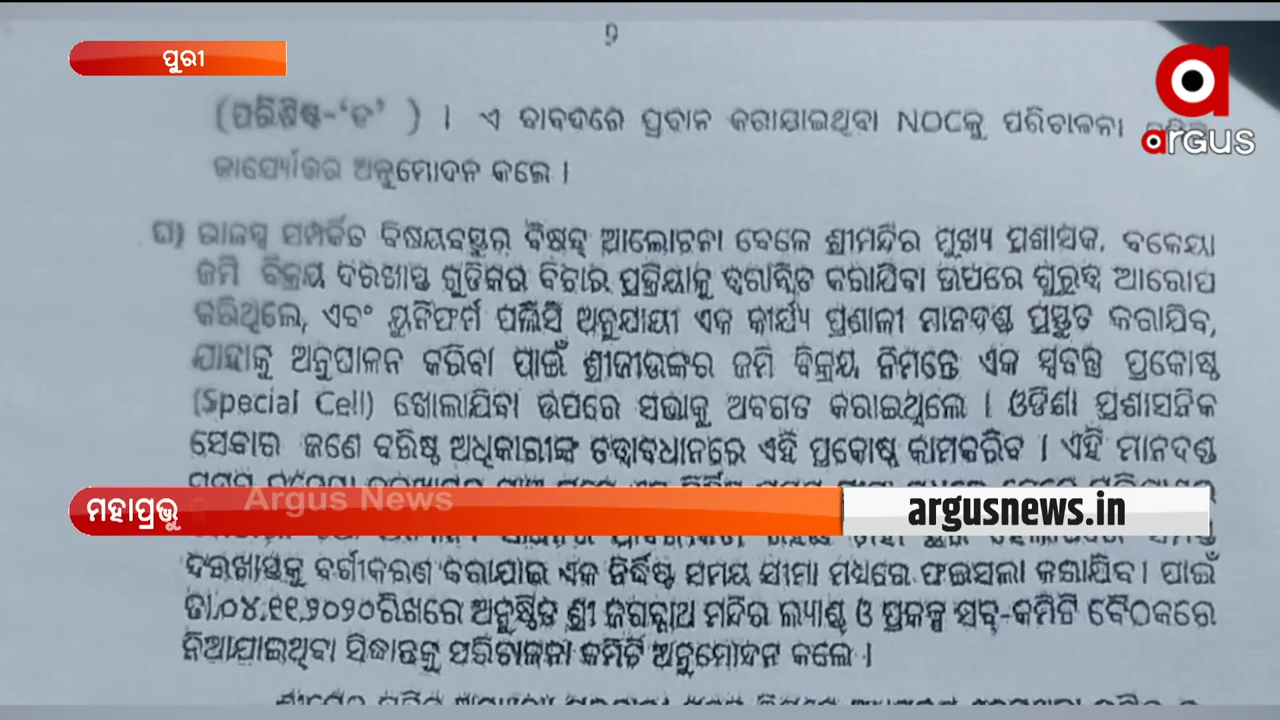 ୨
ପୁରୀ
a
argus
(ପରିଶିଷ୍ଟ-‘ଡ’ ) । ଏ ବାବଦରେ ପ୍ରଦାନ କରାଯାଇଥିବା NOCକୁ ପରିଚାଳନା
କାର୍ଯ୍ୟୋତ୍ତର ଅନୁମୋଦନ କଲେ ।
ଘ) ରାଜସ୍ୱ ସମ୍ପର୍କିତ ବିଷୟବସ୍ତୁର ବିଷଦ୍ ଆଲୋଚନା ବେଳେ ଶ୍ରୀମନ୍ଦିର ମୁଖ୍ୟ ପ୍ରଶାସକ, ବକେୟା
ଜମି ବିକ୍ରୟ ଦରଖାସ୍ତ ଗୁଡିକର ବିଚାର ପ୍ରକ୍ରିୟାକୁ ତ୍ୱରାନ୍ୱିତ କରାଯିବା ଉପରେ ଗୁରୁତ୍ୱ ଆରୋପ
କରିଥିଲେ, ଏବଂ ୟୁନିଫର୍ମ ପଲିସି ଅନୁଯାୟୀ ଏକ କାର୍ଯ୍ୟ ପ୍ରଣାଳୀ ମାନଦଣ୍ଡ ପ୍ରସ୍ତୁତ କରାଯିବ,
ଯାହାକୁ ଅନୁପାଳନ କରିବା ପାଇଁ ଶ୍ରୀଜୀଉଙ୍କର ଜମି ବିକ୍ରୟ ନିମନ୍ତେ ଏକ ସ୍ୱତନ୍ତ୍ର ପ୍ରକୋଷ୍ଠ
(Special Cell) ଖୋଲାଯିବା ଉପରେ ସଭାକୁ ଅବଗତ କରାଇଥିଲେ । ଓଡିଶା ପ୍ରଶାସନିକ
ସେବାର ଜଣେ ବରିଷ୍ଠ ଅଧିକାରୀଙ୍କ ତତ୍ତ୍ୱାବଧାନରେ ଏହି ପ୍ରକୋଷ୍ଠ କାମକରିବ । ଏହି ମାନଦଣ୍ଡ
Argus News
ମହାପ୍ରଭୁ
argusnews.in
ଦରଖାସ୍ତକୁ ବର୍ଗୀକରଣ କରାଯାଇ ଏକ ନିର୍ଦ୍ଦିଷ୍ଟ ସମୟ ସୀମା ମଧ୍ୟରେ ଫଇସଲା କରାଯିବ। ପାଇଁ
ତା.୦୪.୧୧.୨୦୨୦ରିଖରେ ଅନୁଷ୍ଠିତ ଶ୍ରୀ ଜଗନ୍ନାଥ ମନ୍ଦିର ଲ୍ୟାଣ୍ଡ ଓ ପ୍ରକଳ୍ପ ସବ୍-କମିଟି ବୈଠକରେ
ନିଆଯାଇଥିବା ସିଦ୍ଧାନ୍ତକୁ ପରିଚାଳନା କମିଟି ଅନୁମୋଦନ କଲେ ।